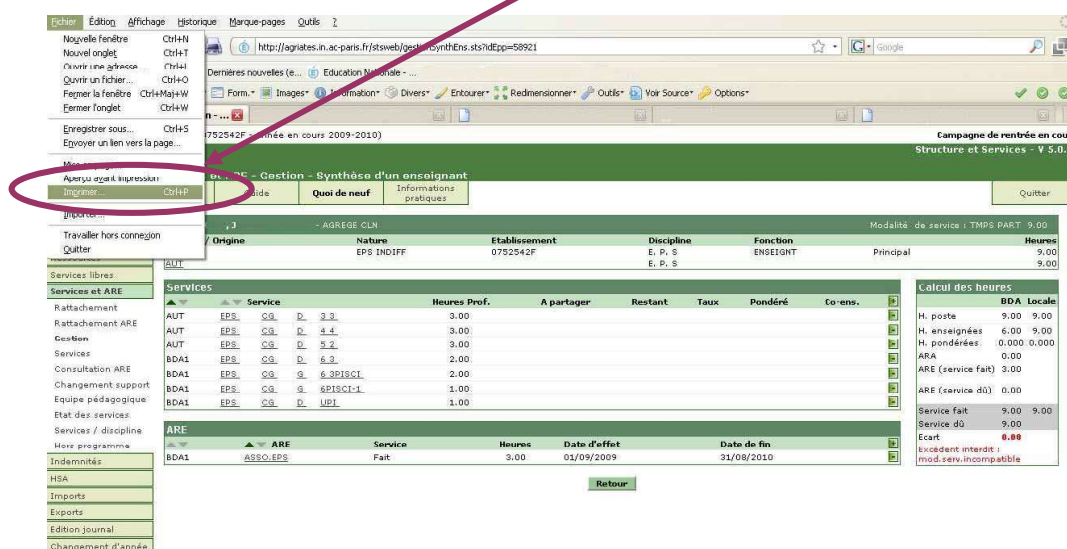 Fichier Édition Affichage Historique Marque-pages Outils ?
Nouvelle fenêtre Ctrl+N
Nouvel onglet Ctrl+T
Ouvrir une adresse... Ctrl+L
Ouvrir un fichier... Ctrl+O
Fermer la fenêtre Ctrl+Maj+W
Fermer l'onglet Ctrl+W
Enregistrer sous... Ctrl+S
Envoyer un lien vers la page...
Aperçu avant impression
Imprimer... Ctrl+P
Importer...
Travailler hors connexion
Quitter
http://agriates.in.ac-paris.fr/stsweb/gesti SynthEns.sts?idEpp=58921
Google
Dernières nouvelles (e... Education Nationale - ...
Form. Images Information Divers Entourer Redimensionner Outils Voir Source Options
n - ...
0752542F - Année en cours 2009-2010)
Campagne de rentrée en cou
Structure et Services - V 5.0.
- Gestion - Synthèse d'un enseignant
Guide Quoi de neuf Informations pratiques Quitter
, J - AGREGE CLN Modalité de service : TMPS PART 9.00
/ Origine Nature Etablissement Discipline Fonction Heures
EPS INDIFF 0752542F E. P. S ENSEIGNT Principal 9.00
AUT E. P. S 9.00
Ressources
Services libres
Services et ARE
Rattachement
Rattachement ARE
Gestion
Services
Consultation ARE
Changement support
Equipe pédagogique
Etat des services
Services / discipline
Hors programme
Indemnités
HSA
Imports
Exports
Edition journal
Changement d'année
Services
Service Heures Prof. A partager Restant Taux Pondéré Co-ens.
AUT EPS CG D 3 3 3.00
AUT EPS CG D 4 4 3.00
AUT EPS CG D 5 2 3.00
BDA1 EPS CG D 6 3 2.00
BDA1 EPS CG G 6 3PISCI 2.00
BDA1 EPS CG G 6PISCI-1 1.00
BDA1 EPS CG D UPI 1.00
ARE
ARE Service Heures Date d'effet Date de fin
BDA1 ASSO.EPS Fait 3.00 01/09/2009 31/08/2010
Retour
Calcul des heures
BDA Locale
H. poste 9.00 9.00
H. enseignées 6.00 9.00
H. pondérées 0.000 0.000
ARA 0.00
ARE (service fait) 3.00
ARE (service dû) 0.00
Service fait 9.00 9.00
Service dû 9.00
Ecart 0.00
Excédent interdit :
mod.serv.incompatible